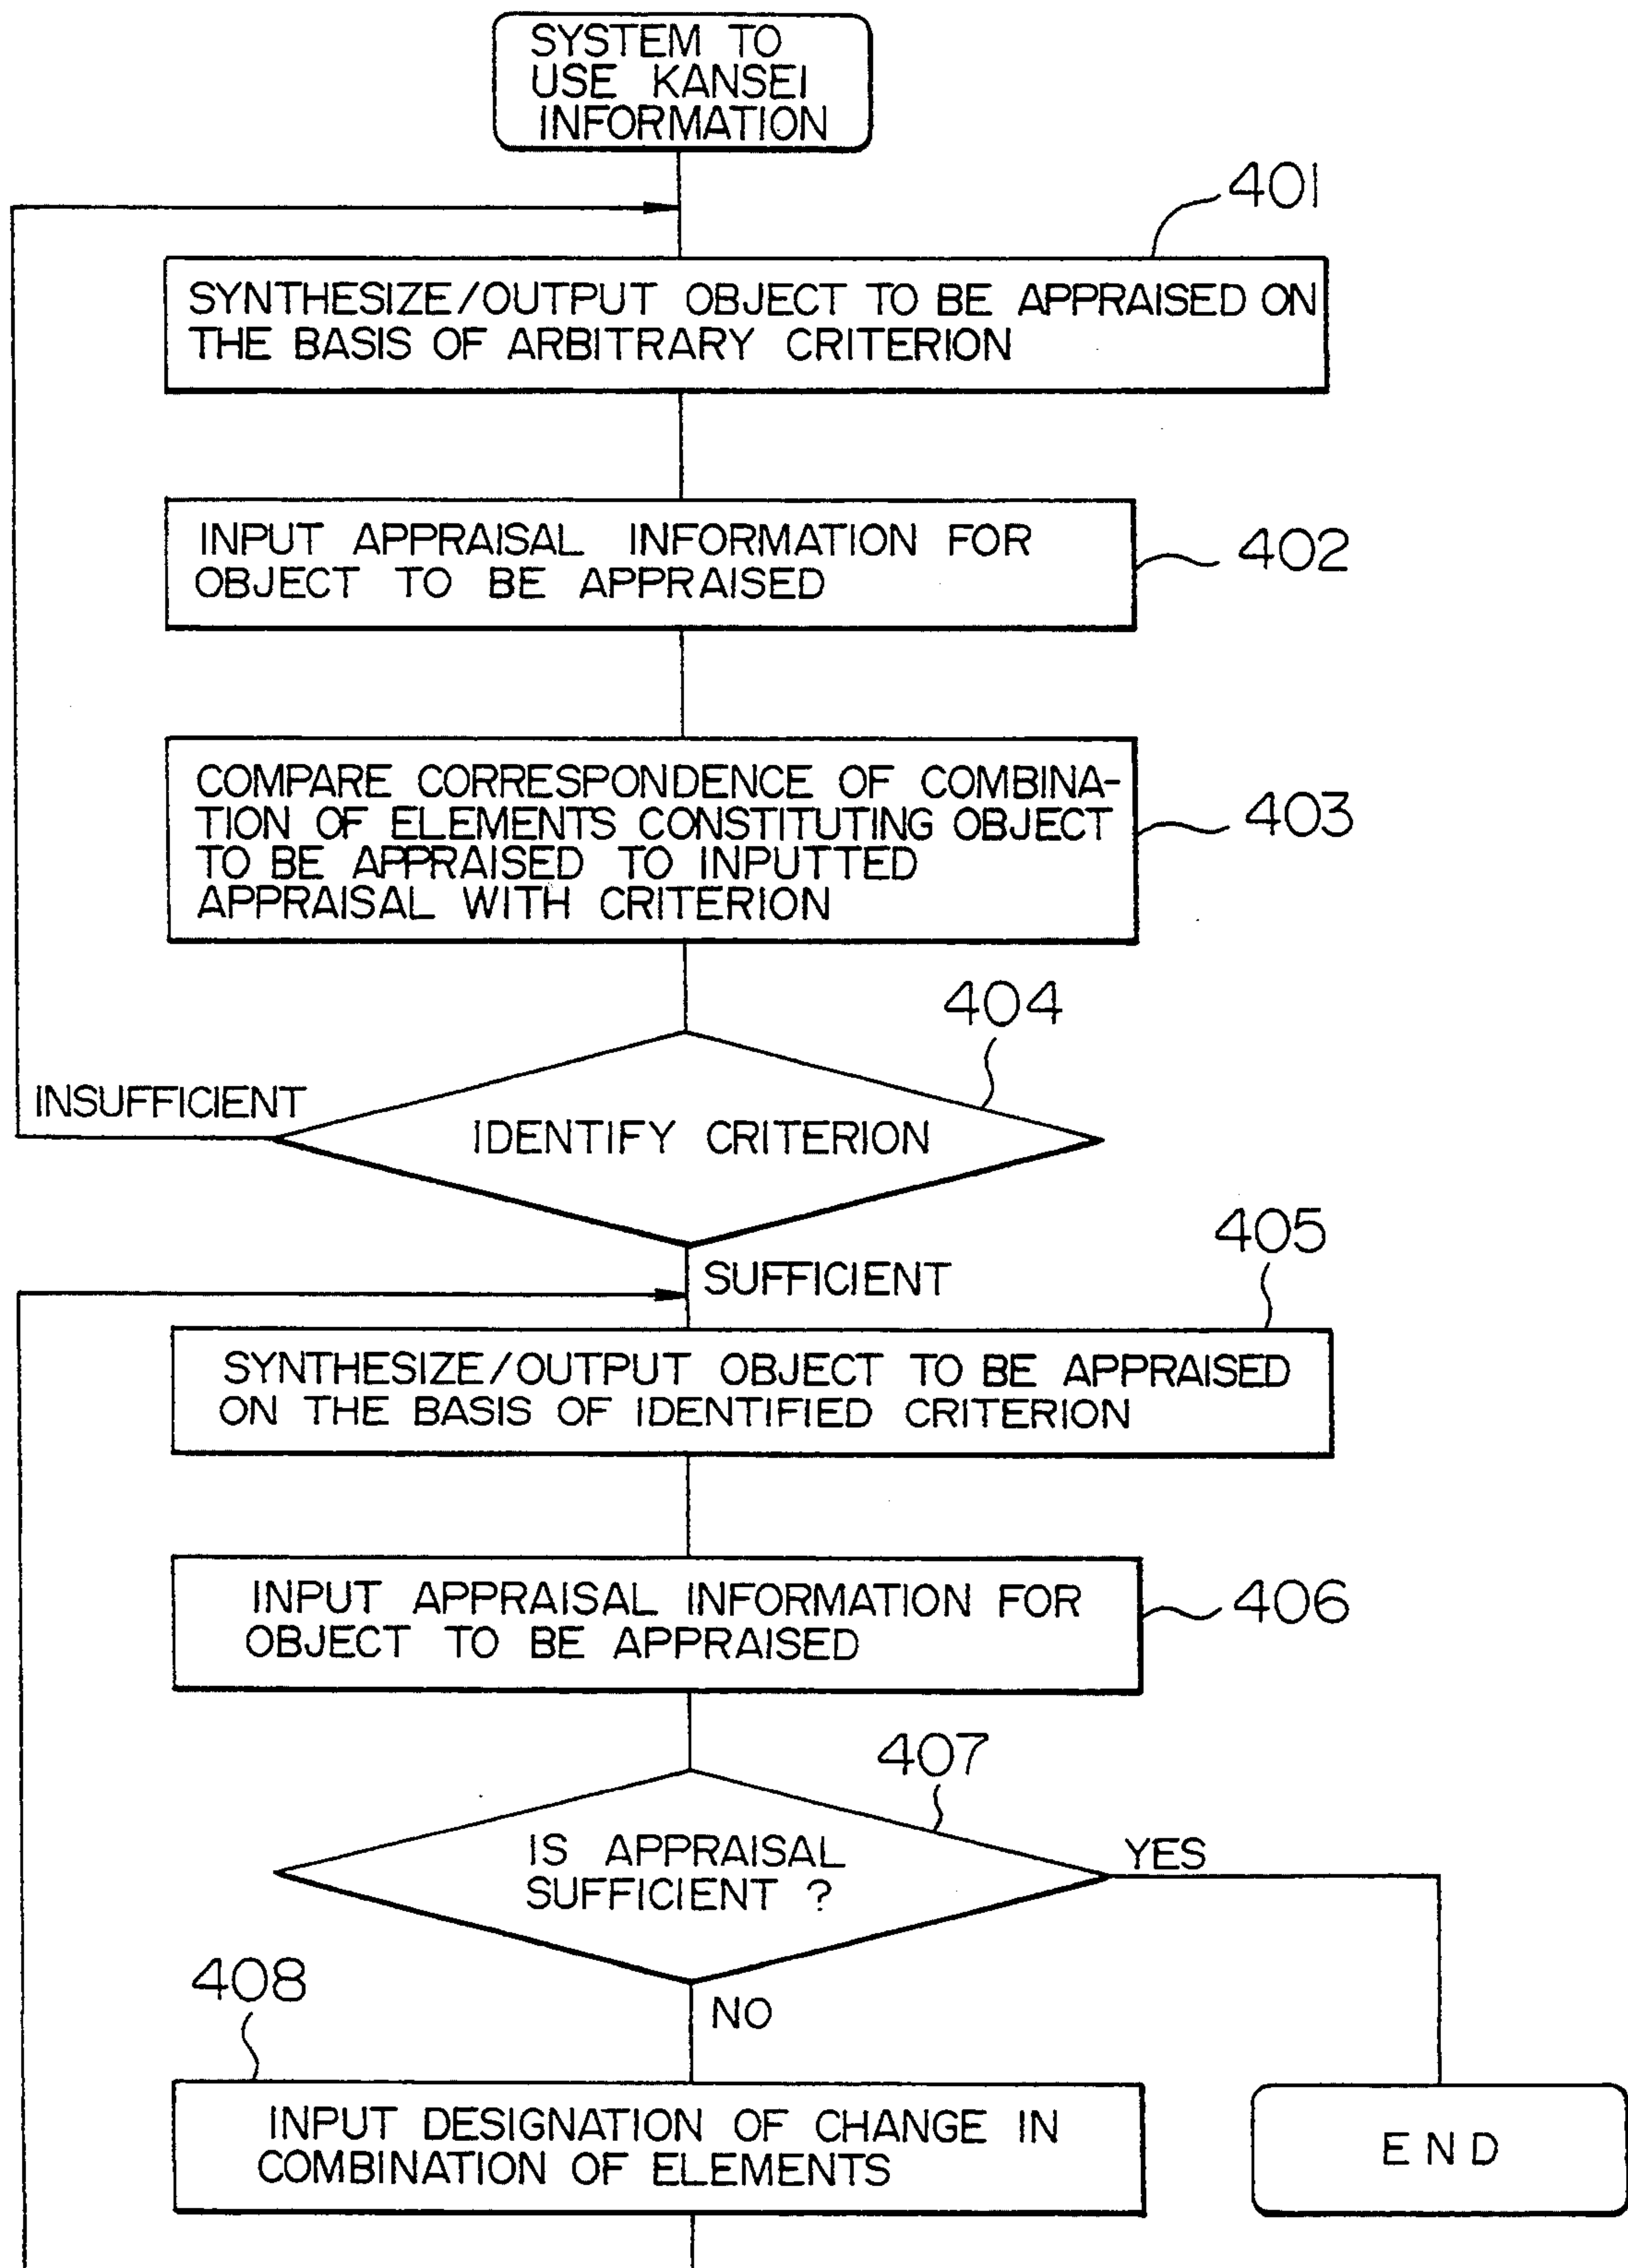 SYSTEM TO
USE KANSEI
INFORMATION
401
SYNTHESIZE/OUTPUT OBJECT TO BE APPRAISED ON
THE BASIS OF ARBITRARY CRITERION
INPUT APPRAISAL INFORMATION FOR
OBJECT TO BE APPRAISED
402
COMPARE CORRESPONDENCE OF COMBINA-
TION OF ELEMENTS CONSTITUTING OBJECT
TO BE APPRAISED TO INPUTTED
APPRAISAL WITH CRITERION
403
404
INSUFFICIENT
IDENTIFY CRITERION
405
SUFFICIENT
SYNTHESIZE/OUTPUT OBJECT TO BE APPRAISED
ON THE BASIS OF IDENTIFIED CRITERION
INPUT APPRAISAL INFORMATION FOR
OBJECT TO BE APPRAISED
406
407
IS APPRAISAL
SUFFICIENT ?
YES
408
NO
INPUT DESIGNATION OF CHANGE IN
COMBINATION OF ELEMENTS
END